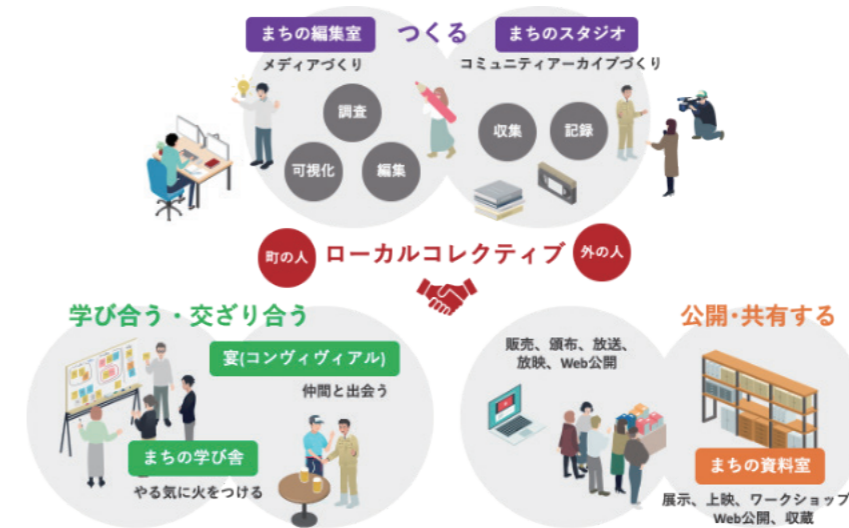 まちの編集室
つくる
まちのスタジオ
メディアづくり
コミュニティーアーカイブづくり
調査
可視化
編集
収集
記録
町の人
ローカルコレクティブ
外の人
学び合う・交ざり合う
宴(コンヴィヴィアル)
仲間と出会う
まちの学び舎
やる気に火をつける
公開・共有する
販売、頒布、放送、
放映、Web公開
まちの資料室
展示、上映、ワークショップ
Web公開、収蔵